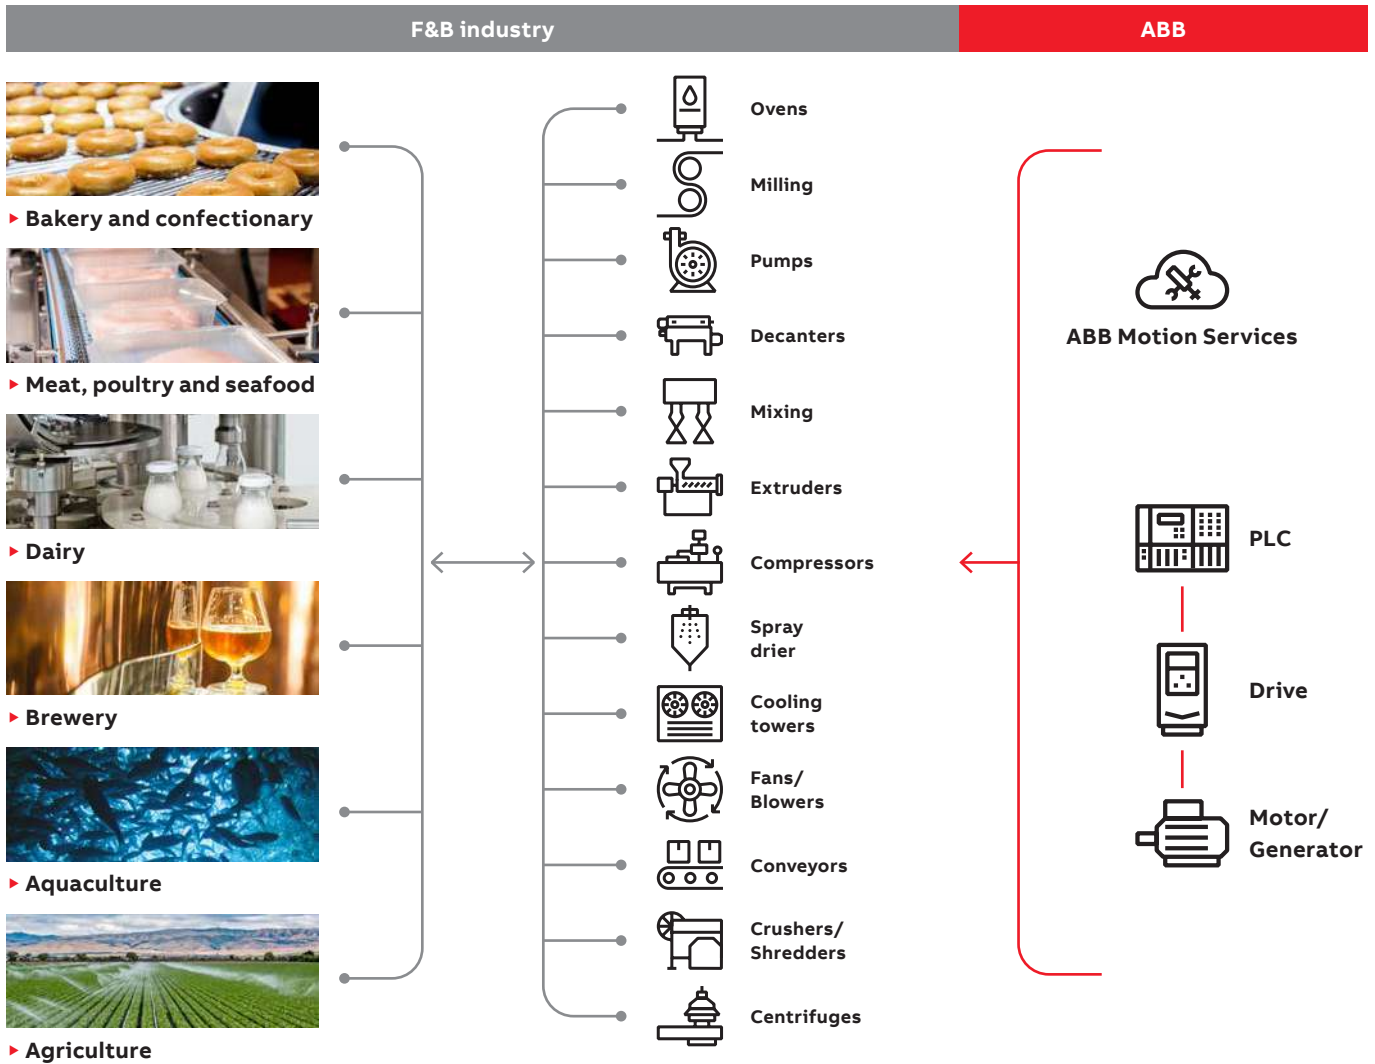 F&B industry
ABB
Bakery and confectionary
Meat, poultry and seafood
Dairy
Brewery
Aquaculture
Agriculture
Ovens
Milling
Pumps
Decanters
Mixing
Extruders
Compressors
Spray
drier
Cooling
towers
Fans/
Blowers
Conveyors
Crushers/
Shredders
Centrifuges
ABB Motion Services
PLC
Drive
Motor/
Generator